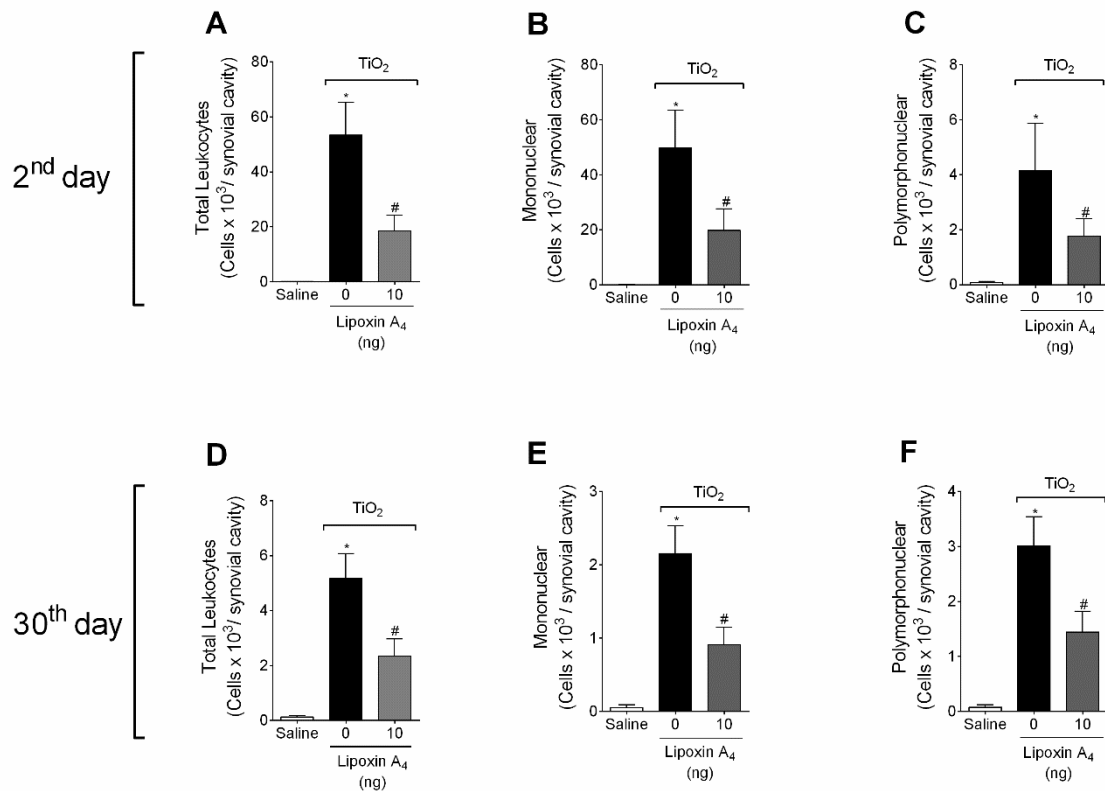 2nd day
A
Total Leukocytes
(Cells x 10³/ synovial cavity)
80
60
40
20
0
TiO₂
*
#
Saline
0
10
Lipoxin A₄
(ng)
B
Mononuclear
(Cells x 10³ / synovial cavity)
80
60
40
20
0
TiO₂
*
#
Saline
0
10
Lipoxin A₄
(ng)
C
Polymorphonuclear
(Cells x 10³ / synovial cavity)
8
6
4
2
0
TiO₂
*
#
Saline
0
10
Lipoxin A₄
(ng)
30th day
D
Total Leukocytes
(Cells x 10³/ synovial cavity)
8
6
4
2
0
TiO₂
*
#
Saline
0
10
Lipoxin A₄
(ng)
E
Mononuclear
(Cells x 10³ / synovial cavity)
3
2
1
0
TiO₂
*
#
Saline
0
10
Lipoxin A₄
(ng)
F
Polymorphonuclear
(Cells x 10³ / synovial cavity)
4
3
2
1
0
TiO₂
*
#
Saline
0
10
Lipoxin A₄
(ng)